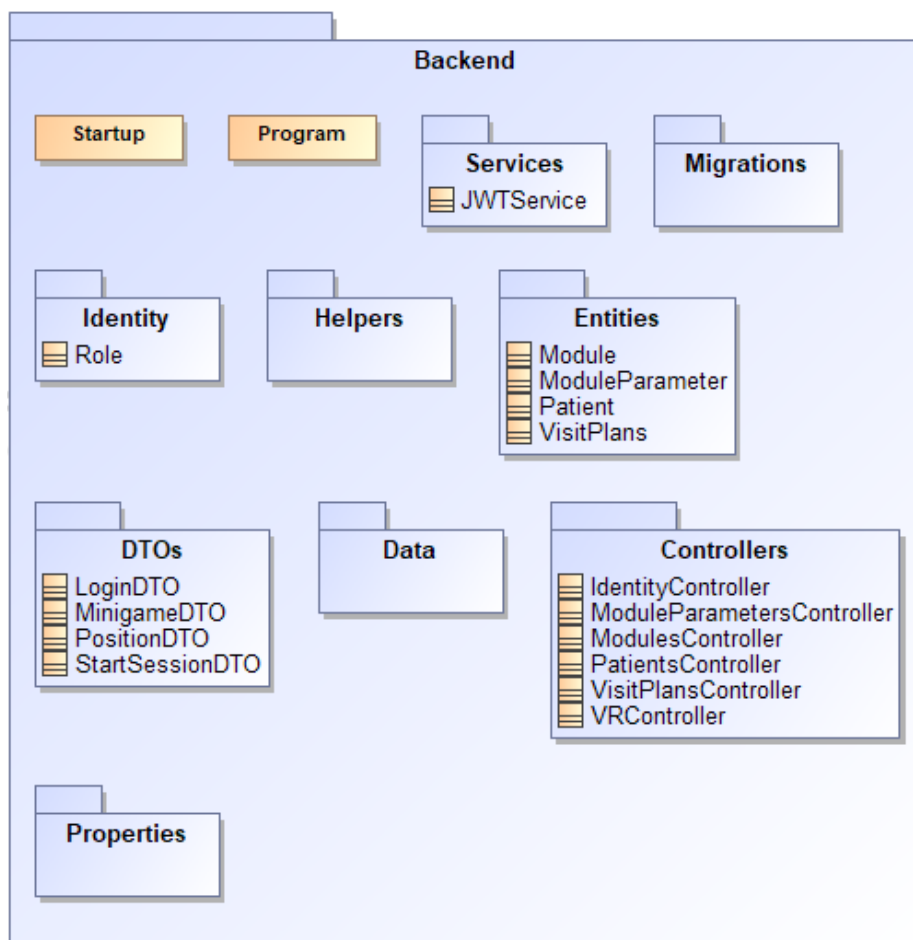 Backend
Startup
Program
Services
JWTService
Migrations
Identity
Role
Helpers
Entities
Module
ModuleParameter
Patient
VisitPlans
DTOs
LoginDTO
MinigameDTO
PositionDTO
StartSessionDTO
Data
Controllers
IdentityController
ModuleParametersController
ModulesController
PatientsController
VisitPlansController
VRController
Properties